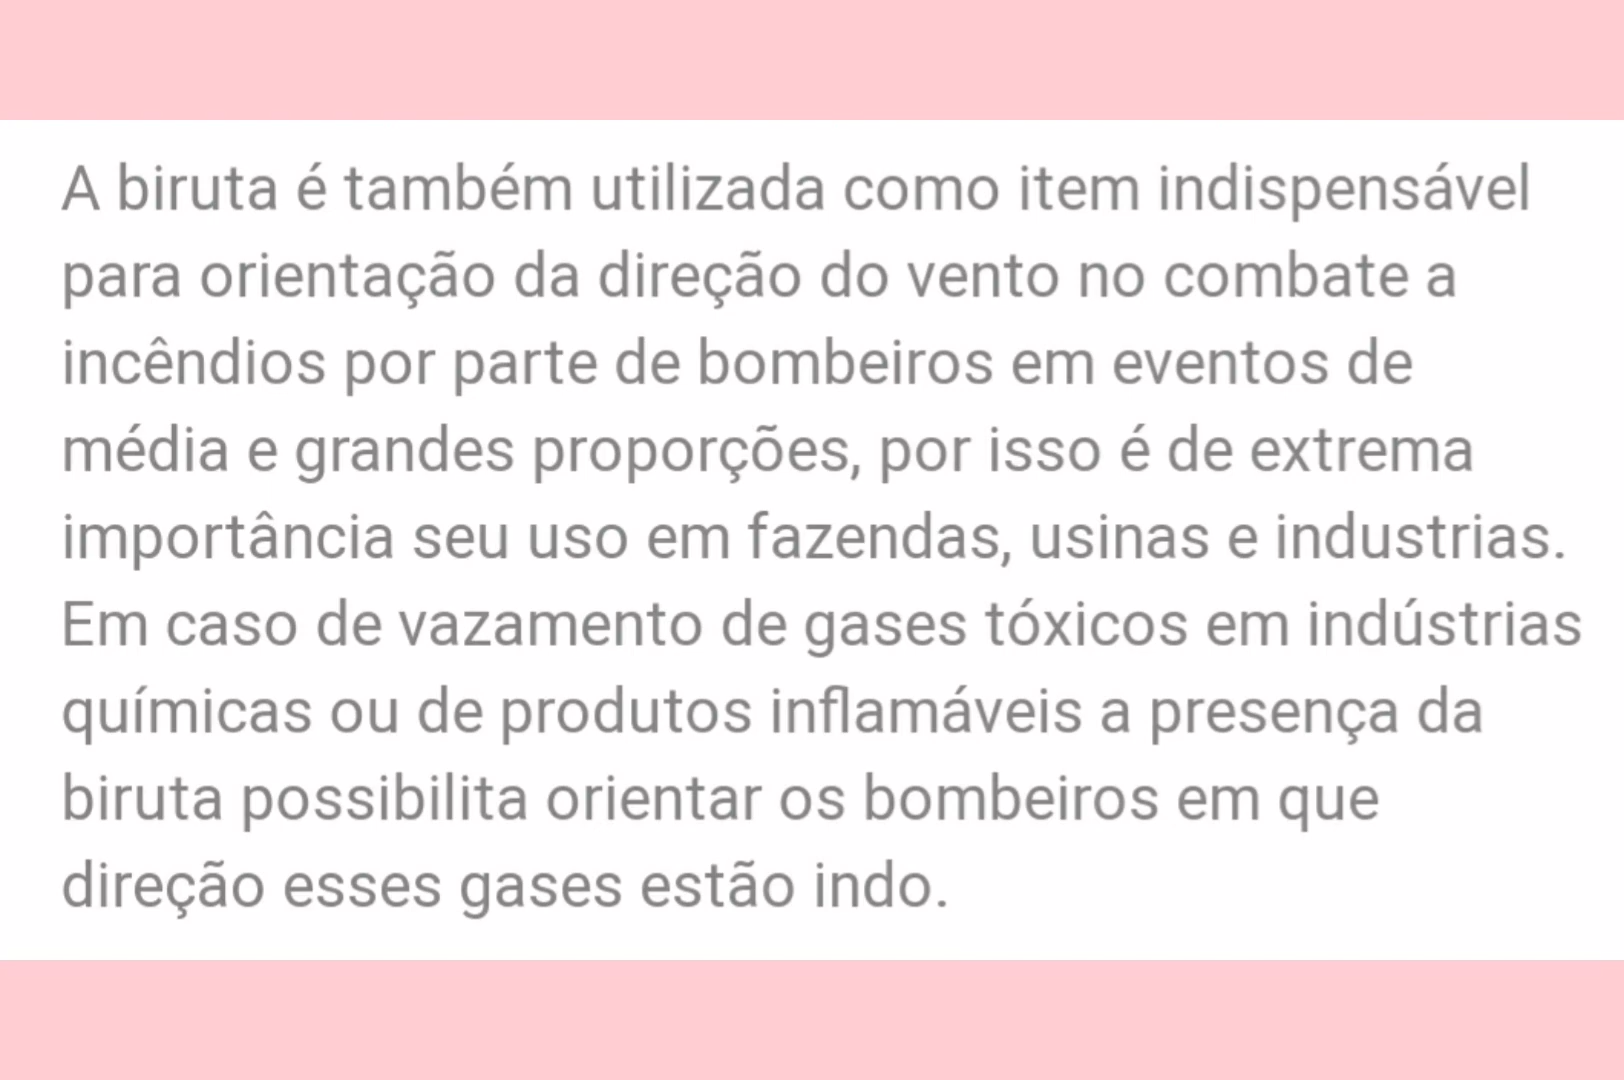 A biruta é também utilizada como item indispensável
para orientação da direção do vento no combate a
incêndios por parte de bombeiros em eventos de
média e grandes proporções, por isso é de extrema
importância seu uso em fazendas, usinas e industrias.
Em caso de vazamento de gases tóxicos em indústrias
químicas ou de produtos inflamáveis a presença da
biruta possibilita orientar os bombeiros em que
direção esses gases estão indo.